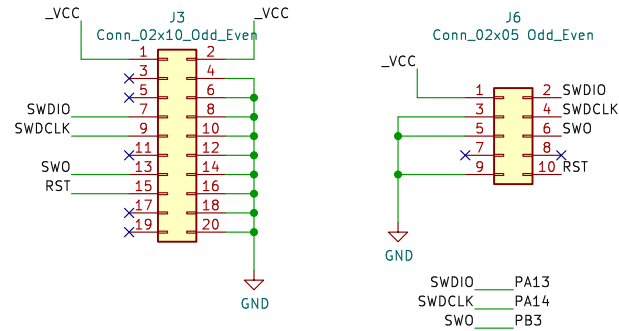 _VCC J3 _VCC
Conn_02x10_Odd_Even
1 2
3 4
5 6
SWDIO 7 8
SWDCLK 9 10
11 12
SWO 13 14
RST 15 16
17 18
19 20
GND
J6
Conn_02x05 Odd_Even
_VCC
1 2 SWDIO
3 4 SWDCLK
5 6 SWO
7 8
9 10 RST
GND
SWDIO PA13
SWDCLK PA14
SWO PB3